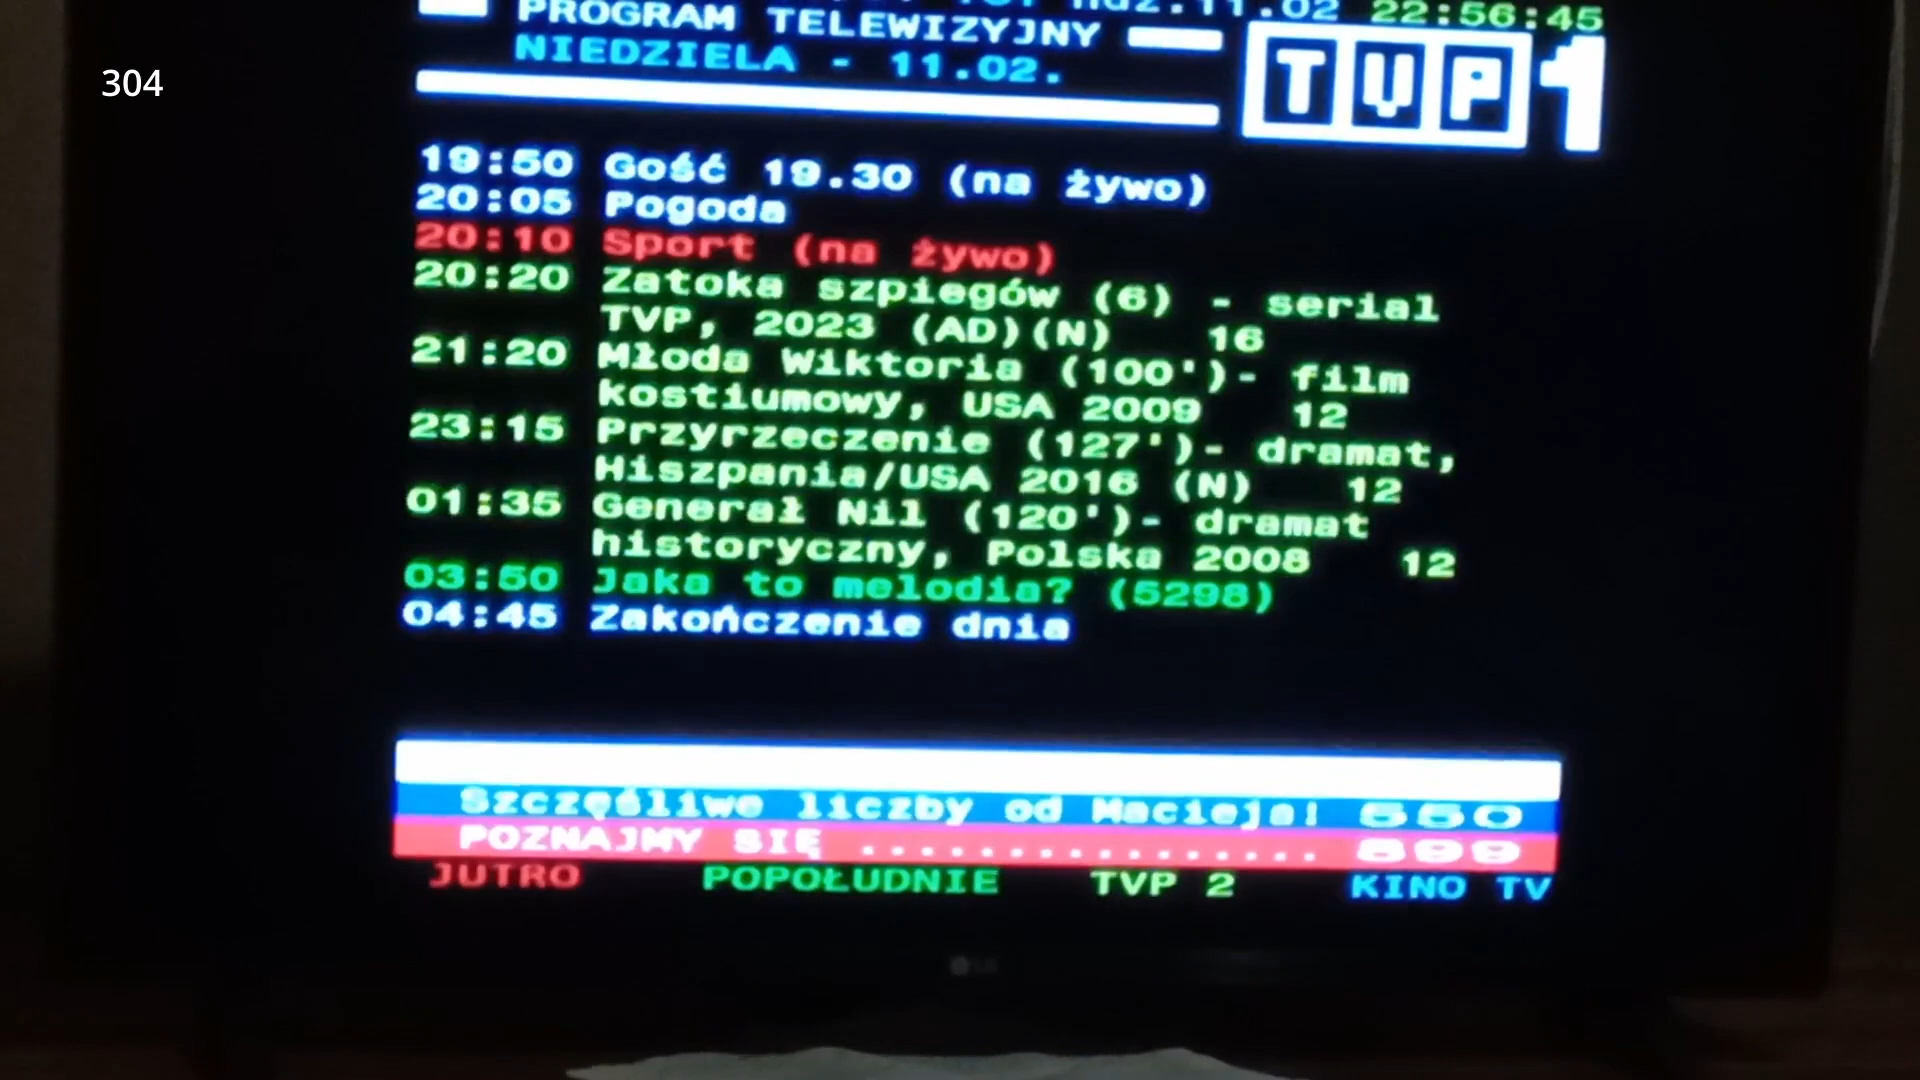 ndz.11.02 22:56:45
PROGRAM TELEWIZYJNY
NIEDZIELA - 11.02.
TVP 1
304
19:50 Gość 19.30 (na żywo)
20:05 Pogoda
20:10 Sport (na żywo)
20:20 Zatoka szpiegów (6) - serial
TVP, 2023 (AD)(N) 16
21:20 Młoda Wiktoria (100')- film
kostiumowy, USA 2009 12
23:15 Przyrzeczenie (127')- dramat,
Hiszpania/USA 2016 (N) 12
01:35 Generał Nil (120')- dramat
historyczny, Polska 2008 12
03:50 Jaka to melodia? (5298)
04:45 Zakończenie dnia
Szczęśliwe liczby od Macieja! 550
POZNAJMY SIĘ ................ 899
JUTRO POPOŁUDNIE TVP 2 KINO TV
LG